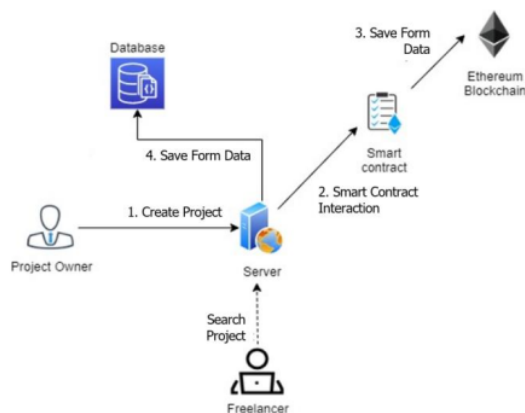 3. Save Form
Data
Database
Ethereum
Blockchain
Smart
contract
4. Save Form Data
2. Smart Contract
Interaction
1. Create Project
Project Owner
Server
Search
Project
Freelancer